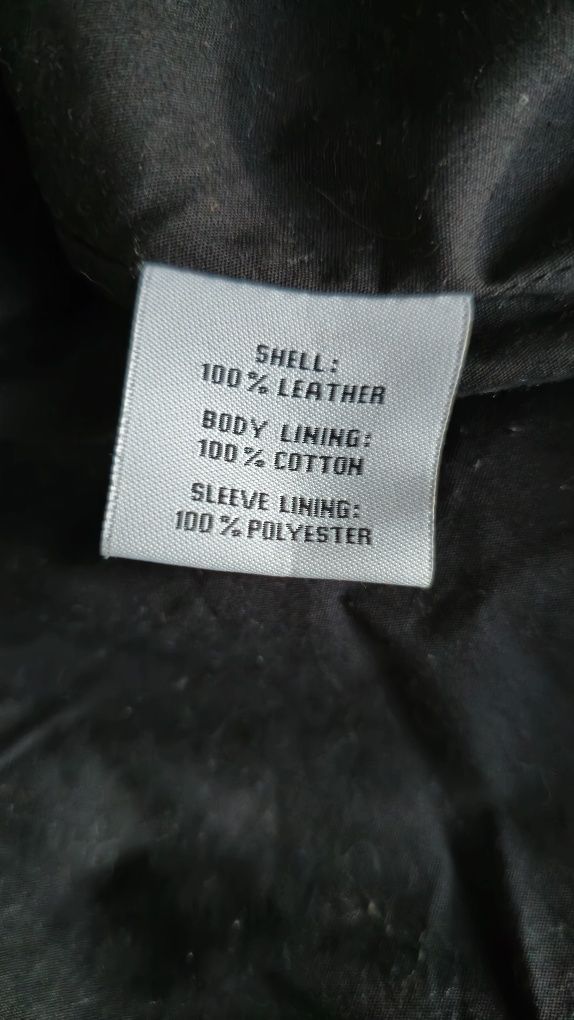 SHELL:
100% LEATHER
BODY LINING:
100% COTTON
SLEEVE LINING:
100% POLYESTER